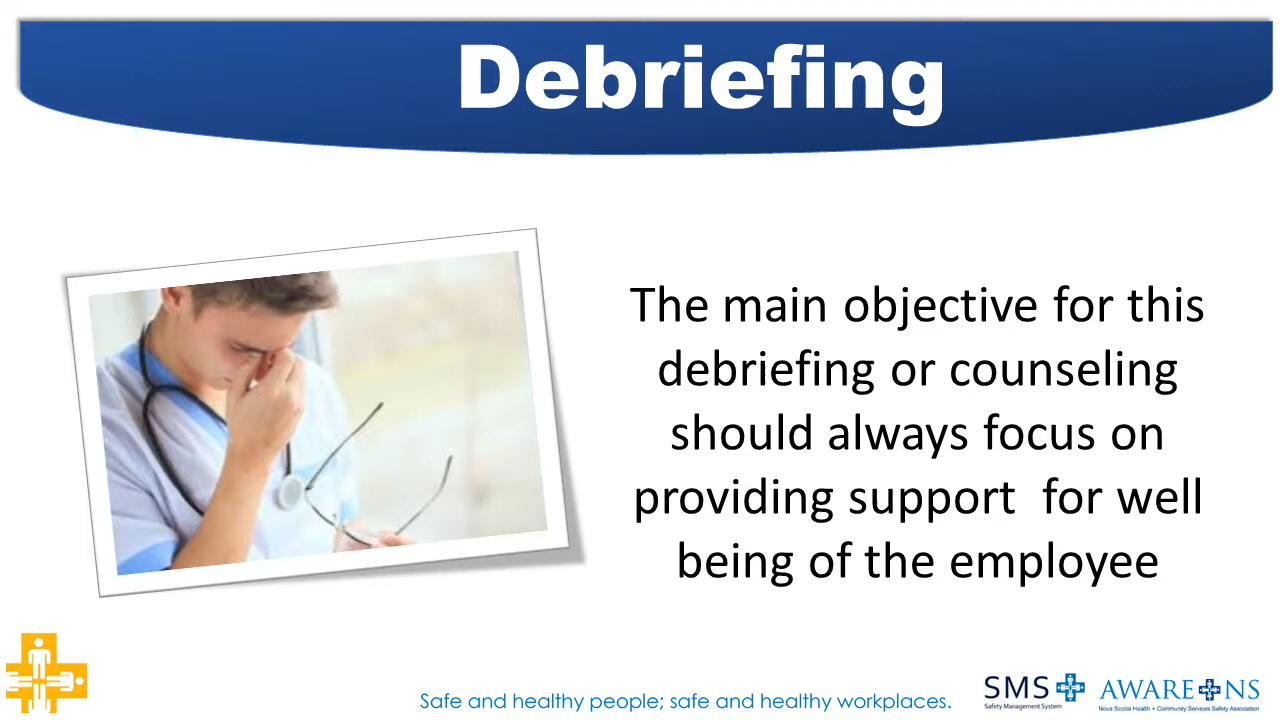 Debriefing
The main objective for this
debriefing or counseling
should always focus on
providing support  for well
being of the employee
Safe and healthy people; safe and healthy workplaces.
SMS
Safety Management System
AWARE NS
Nova Scotia Health + Community Services Safety Association